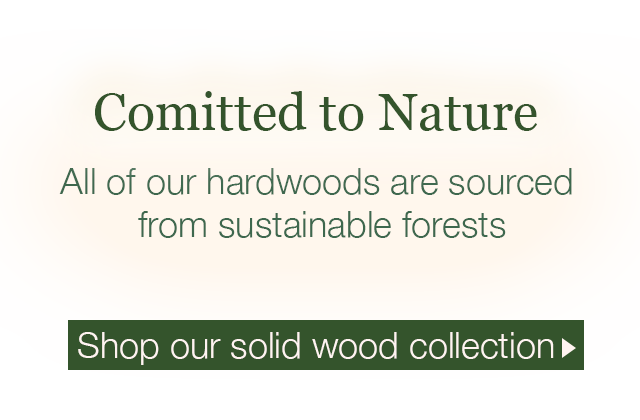 Comitted to Nature
All of our hardwoods are sourced
from sustainable forests
Shop our solid wood collection